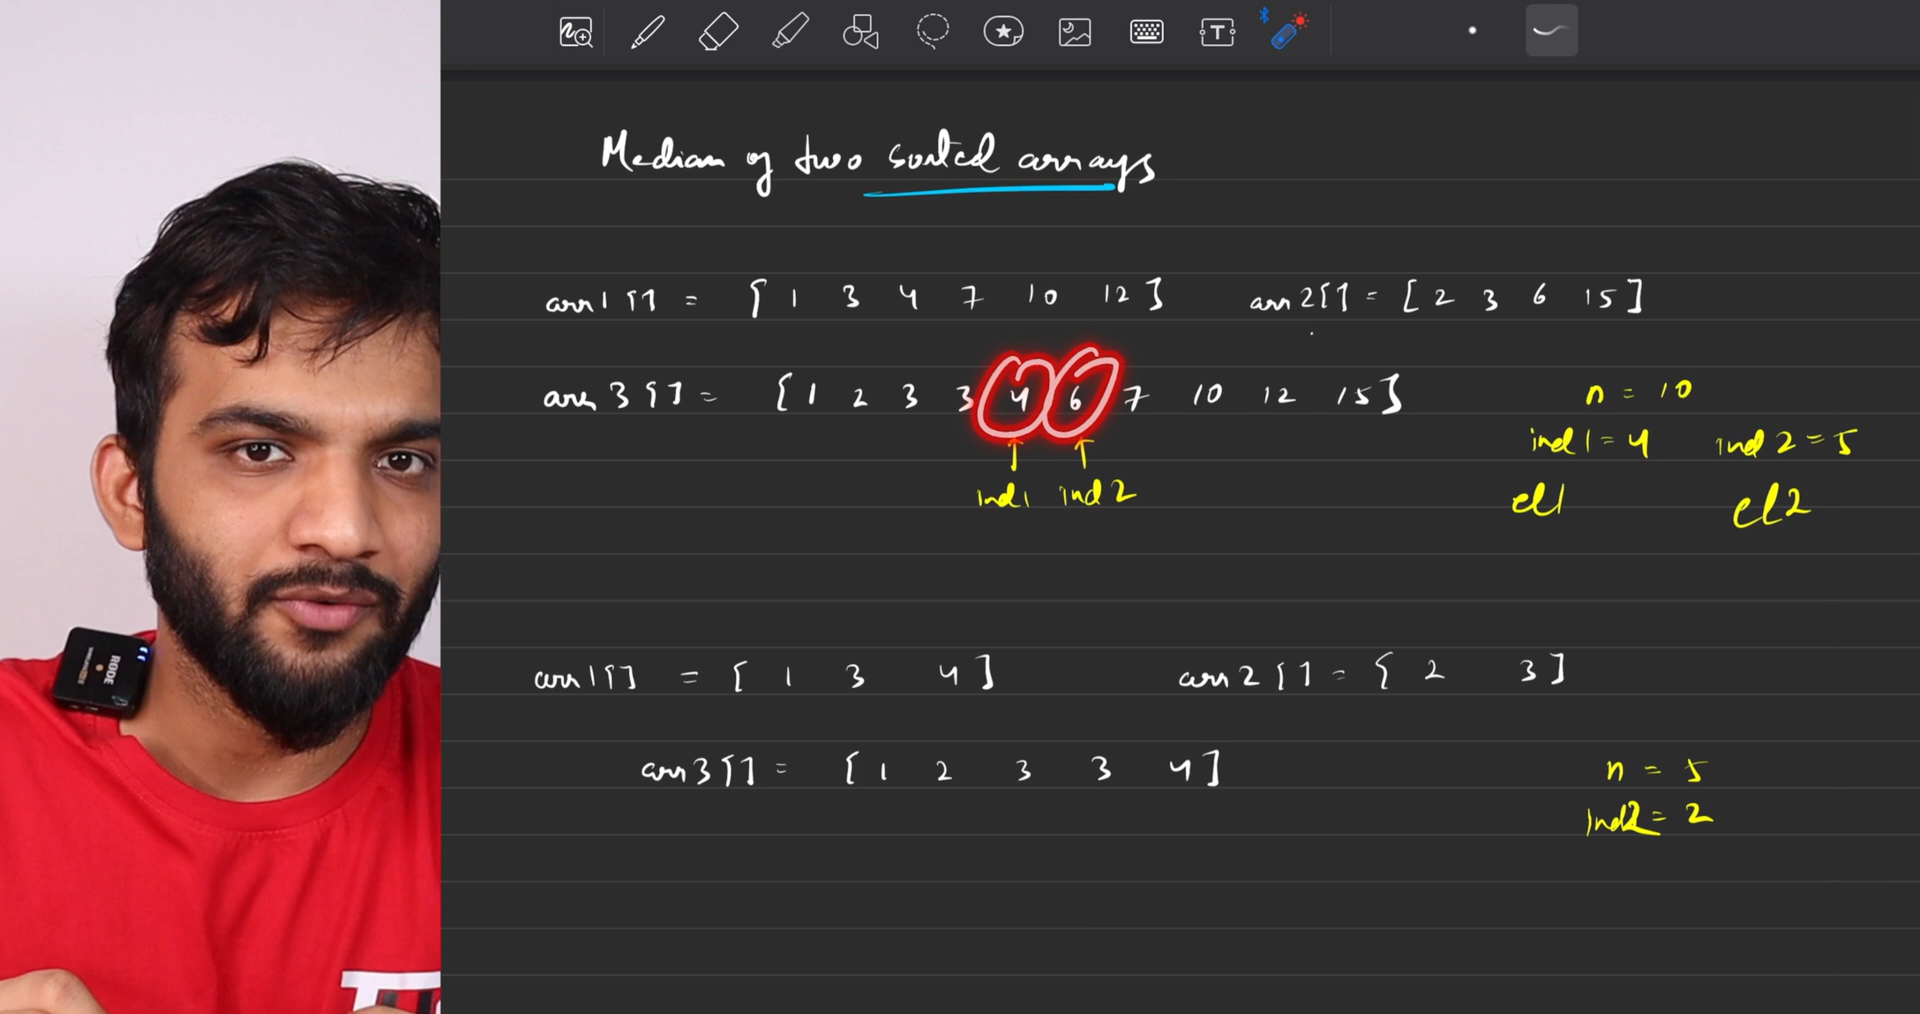 Median of two sorted arrays
arr1[] = [ 1 3 4 7 10 12 ] arr2[] = [ 2 3 6 15 ]
arr3[] = [ 1 2 3 3 4 6 7 10 12 15 ] n = 10
ind1 = 4 ind2 = 5
ind1 ind2 el1 el2
arr1[] = [ 1 3 4 ] arr2[] = [ 2 3 ]
arr3[] = [ 1 2 3 3 4 ] n = 5
ind2 = 2
RODE
T